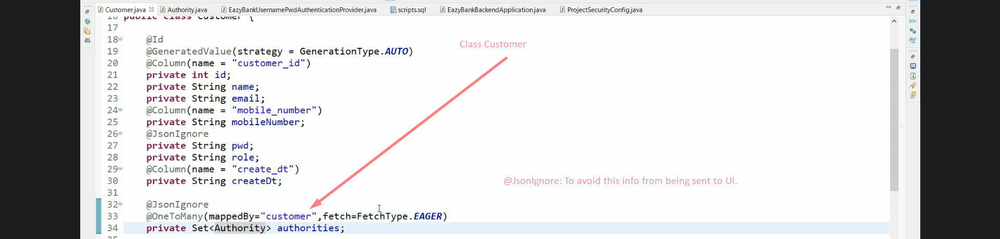 Customer.java Authority.java EazyBankUsernamePwdAuthenticationProvider.java scripts.sql EazyBankBackendApplication.java ProjectSecurityConfig.java
16 public class Customer {
17
18 @Id
19 @GeneratedValue(strategy = GenerationType.AUTO)
20 @Column(name = "customer_id")
21 private int id;
22 private String name;
23 private String email;
24 @Column(name = "mobile_number")
25 private String mobileNumber;
26 @JsonIgnore
27 private String pwd;
28 private String role;
29 @Column(name = "create_dt")
30 private String createDt;
31
32 @JsonIgnore
33 @OneToMany(mappedBy="customer",fetch=FetchType.EAGER)
34 private Set<Authority> authorities;
35
Class Customer
@JsonIgnore: To avoid this info from being sent to UI.
(x)=